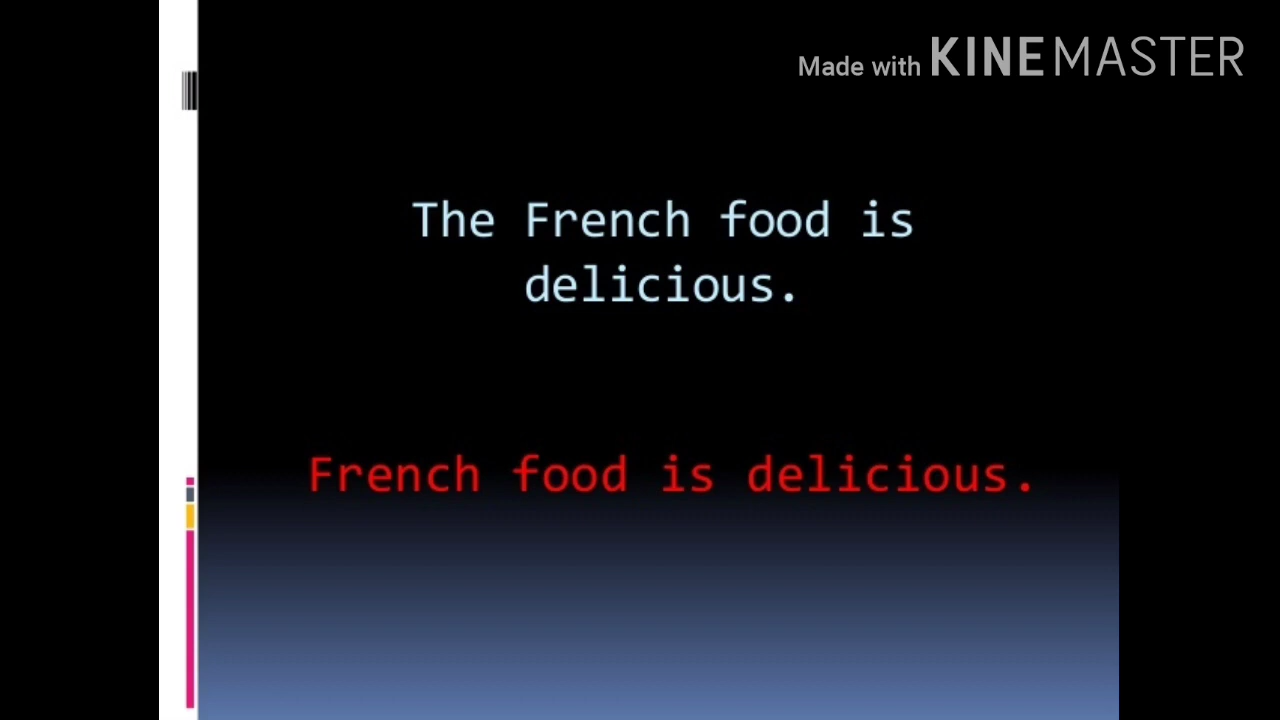 Made with KINEMASTER
The French food is
delicious.
French food is delicious.